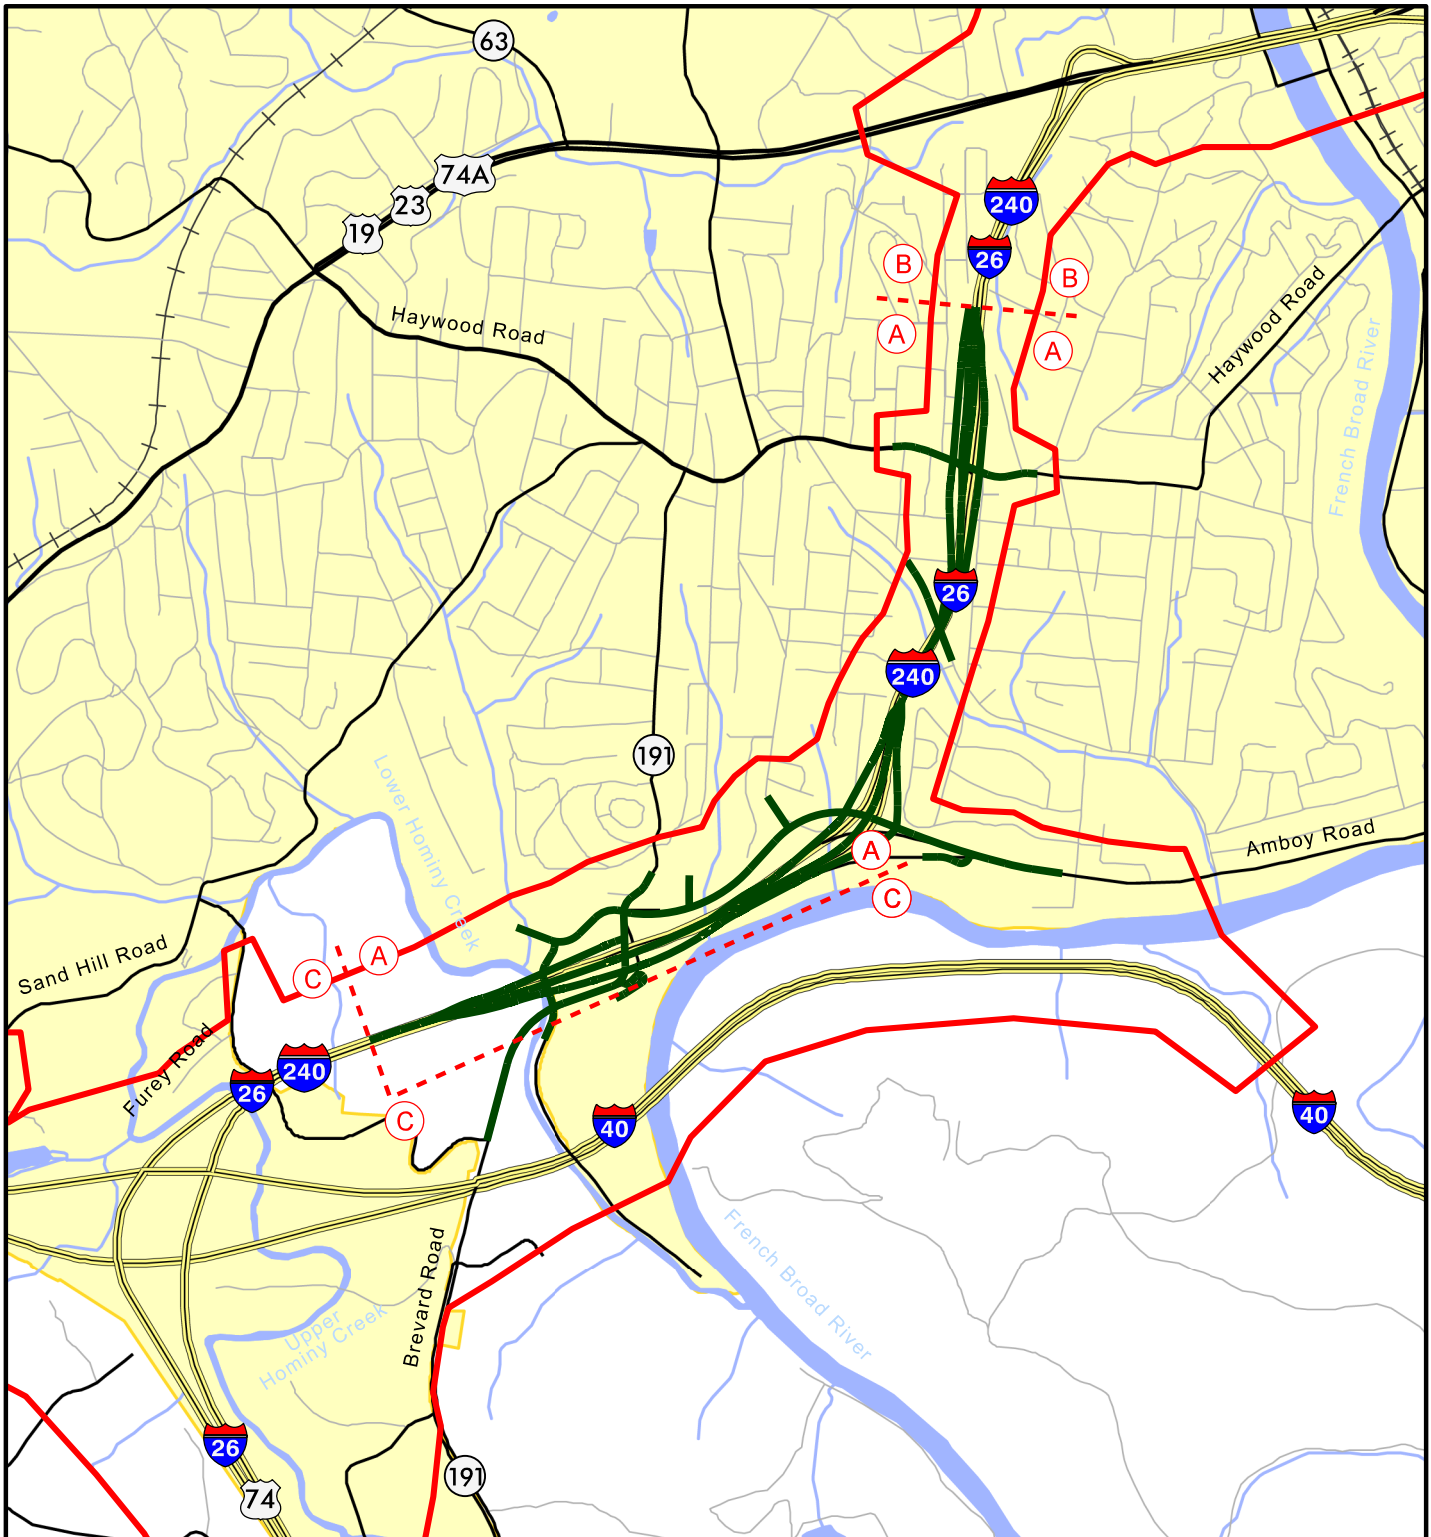 63
74A
23
19
240
26
B
B
A
A
Haywood Road
Haywood Road
French Broad River
26
240
191
Lower Hominy Creek
Amboy Road
A
C
Sand Hill Road
A
C
Furey Road
240
26
C
40
40
French Broad River
Brevard Road
Upper
Hominy Creek
26
191
74